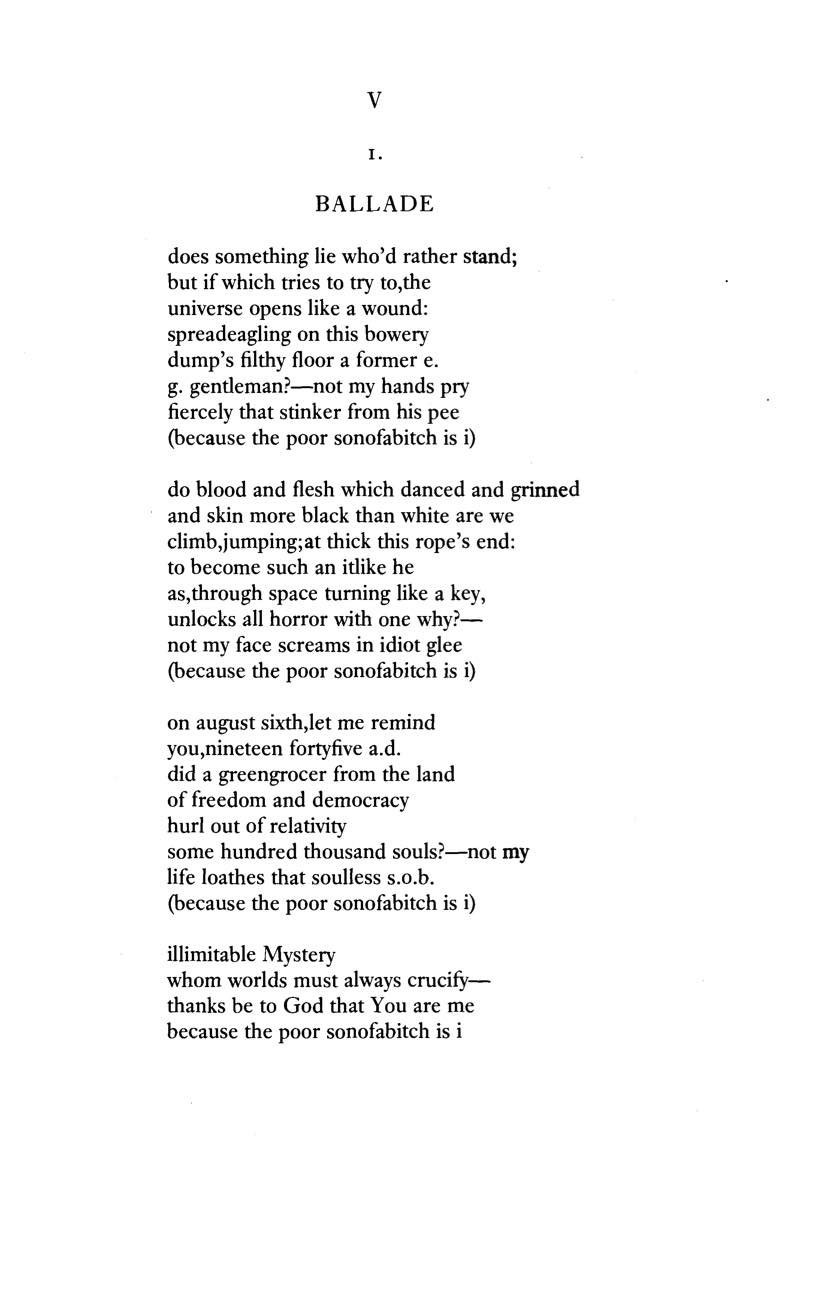 V
1.
BALLADE
does something lie who'd rather stand;
but if which tries to try to,the
universe opens like a wound:
spreadeagling on this bowery
dump's filthy floor a former e.
g. gentleman?—not my hands pry
fiercely that stinker from his pee
(because the poor sonofabitch is i)
do blood and flesh which danced and grinned
and skin more black than white are we
climb,jumping;at thick this rope's end:
to become such an itlike he
as,through space turning like a key,
unlocks all horror with one why?—
not my face screams in idiot glee
(because the poor sonofabitch is i)
on august sixth,let me remind
you,nineteen fortyfive a.d.
did a greengrocer from the land
of freedom and democracy
hurl out of relativity
some hundred thousand souls?—not my
life loathes that soulless s.o.b.
(because the poor sonofabitch is i)
illimitable Mystery
whom worlds must always crucify—
thanks be to God that You are me
because the poor sonofabitch is i